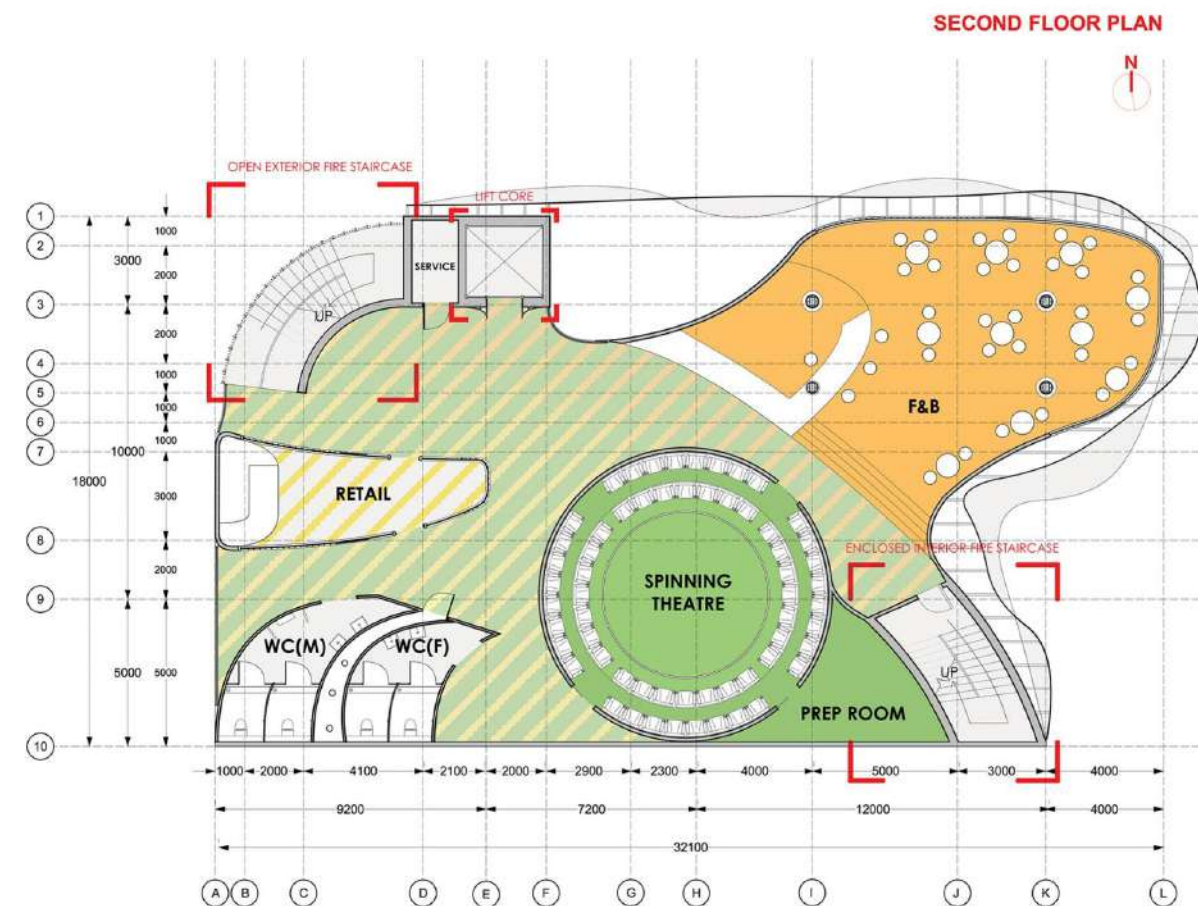 SECOND FLOOR PLAN
N
OPEN EXTERIOR FIRE STAIRCASE
LIFT CORE
1
2
3
4
5
6
7
8
9
10
18000
3000
10000
5000
1000
2000
2000
1000
1000
1000
3000
2000
5000
SERVICE
UP
F&B
RETAIL
ENCLOSED INTERIOR FIRE STAIRCASE
SPINNING
THEATRE
WC(M)
WC(F)
UP
PREP ROOM
1000 2000 4100 2100 2000 2900 2300 4000 5000 3000 4000
9200 7200 12000 4000
32100
A B C D E F G H I J K L